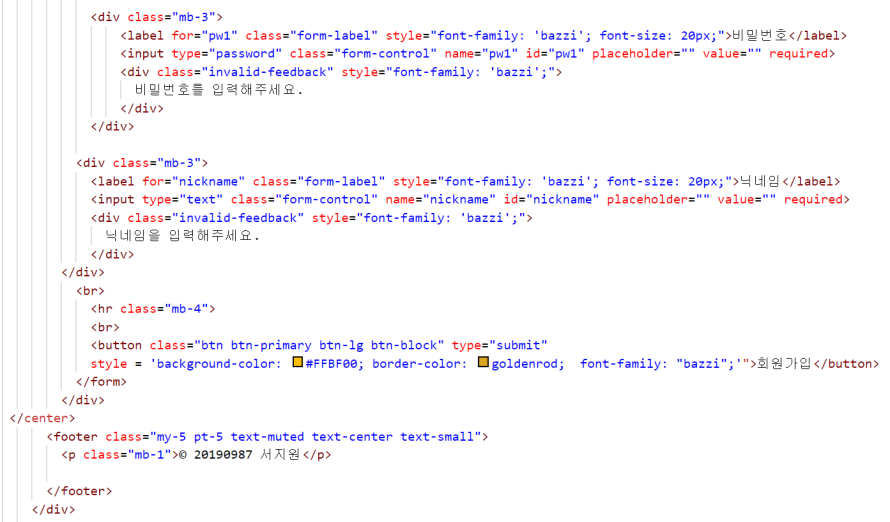 <div class="mb-3">
<label for="pw1" class="form-label" style="font-family: 'bazzi'; font-size: 20px;">비밀번호</label>
<input type="password" class="form-control" name="pw1" id="pw1" placeholder="" value="" required>
<div class="invalid-feedback" style="font-family: 'bazzi';">
비밀번호를 입력해주세요.
</div>
</div>
<div class="mb-3">
<label for="nickname" class="form-label" style="font-family: 'bazzi'; font-size: 20px;">닉네임</label>
<input type="text" class="form-control" name="nickname" id="nickname" placeholder="" value="" required>
<div class="invalid-feedback" style="font-family: 'bazzi';">
닉네임을 입력해주세요.
</div>
</div>
<br>
<hr class="mb-4">
<br>
<button class="btn btn-primary btn-lg btn-block" type="submit"
style = 'background-color: #FFBF00; border-color: goldenrod;  font-family: "bazzi";'">회원가입</button>
</form>
</div>
</center>
<footer class="my-5 pt-5 text-muted text-center text-small">
<p class="mb-1">© 20190987 서지원</p>
</footer>
</div>